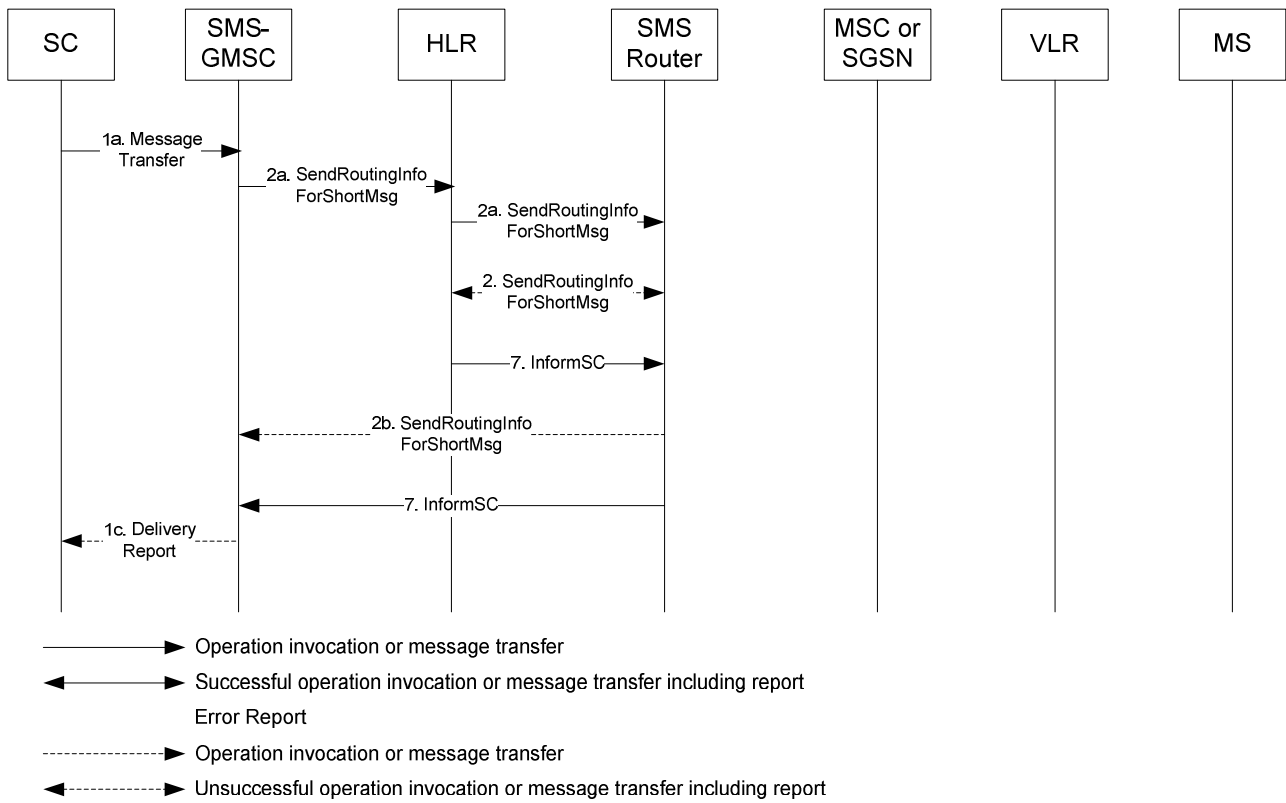 SC
SMS-
GMSC
HLR
SMS
Router
MSC or
SGSN
VLR
MS
1a. Message
Transfer
2a. SendRoutingInfo
ForShortMsg
2a. SendRoutingInfo
ForShortMsg
2. SendRoutingInfo
ForShortMsg
7. InformSC
2b. SendRoutingInfo
ForShortMsg
7. InformSC
1c. Delivery
Report
Operation invocation or message transfer
Successful operation invocation or message transfer including report
Error Report
Operation invocation or message transfer
Unsuccessful operation invocation or message transfer including report